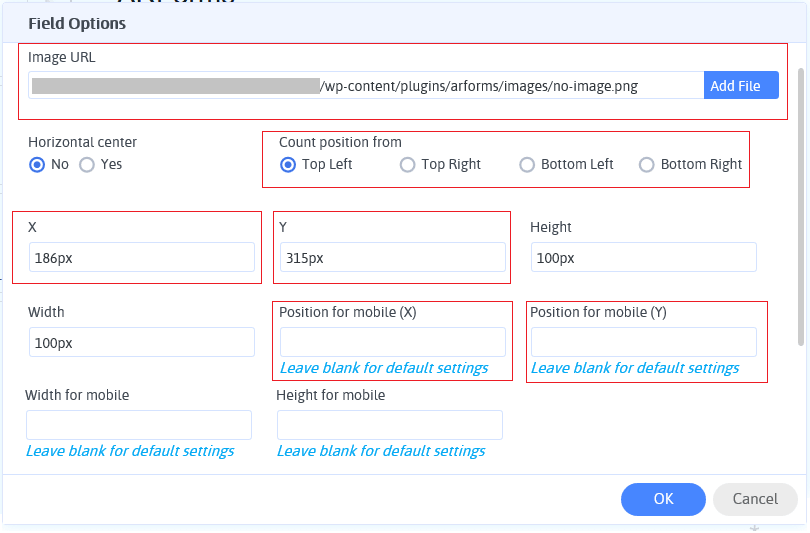 Field Options
Image URL
/wp-content/plugins/arforms/images/no-image.png Add File
Horizontal center Count position from
No Yes Top Left Top Right Bottom Left Bottom Right
X Y Height
186px 315px 100px
Width Position for mobile (X) Position for mobile (Y)
100px
Leave blank for default settings Leave blank for default settings
Width for mobile Height for mobile
Leave blank for default settings Leave blank for default settings
OK Cancel